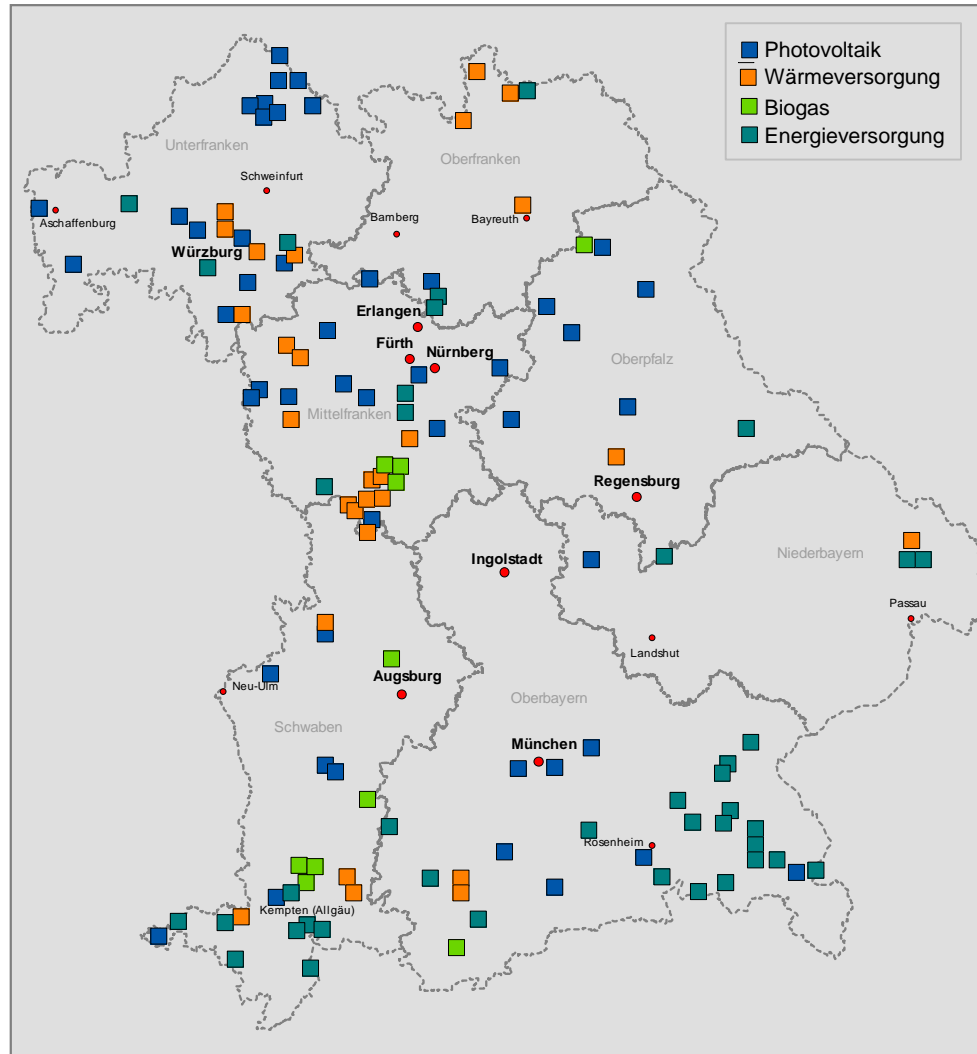 Photovoltaik
Wärmeversorgung
Biogas
Energieversorgung
Unterfranken
Oberfranken
Schweinfurt
Aschaffenburg
Bamberg
Bayreuth
Würzburg
Erlangen
Fürth
Nürnberg
Oberpfalz
Mittelfranken
Regensburg
Ingolstadt
Niederbayern
Passau
Landshut
Neu-Ulm
Augsburg
Oberbayern
Schwaben
München
Rosenheim
Kempten (Allgäu)